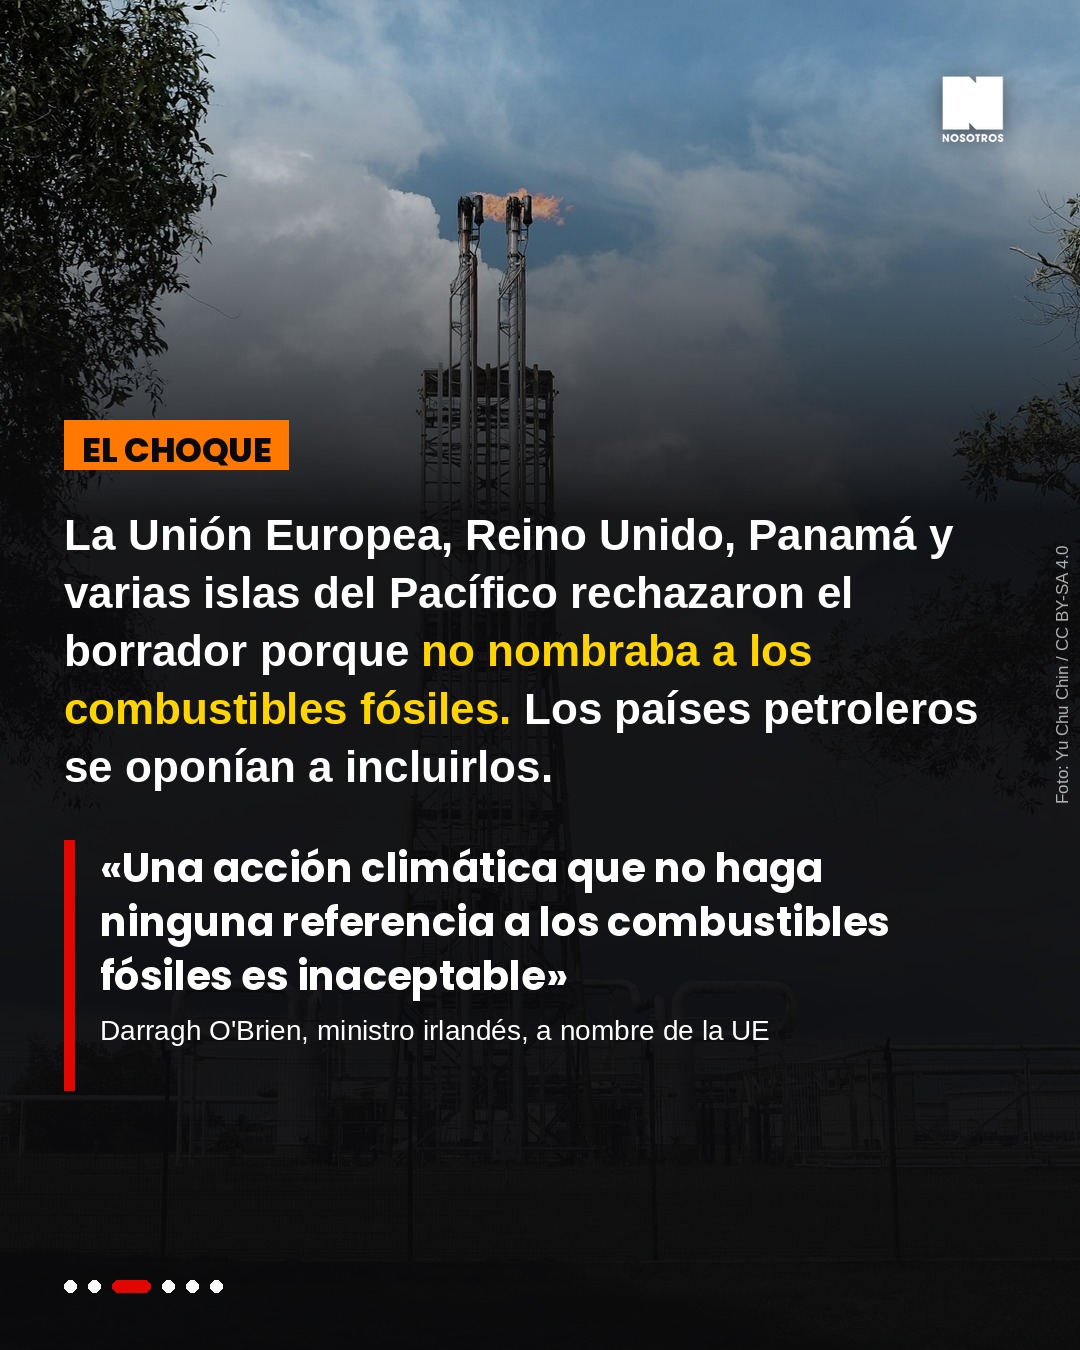 NOSOTROS
EL CHOQUE
La Unión Europea, Reino Unido, Panamá y
varias islas del Pacífico rechazaron el
borrador porque no nombraba a los
combustibles fósiles. Los países petroleros
se oponían a incluirlos.
«Una acción climática que no haga
ninguna referencia a los combustibles
fósiles es inaceptable»
Darragh O'Brien, ministro irlandés, a nombre de la UE
Foto: Yu Chu Chin / CC BY-SA 4.0